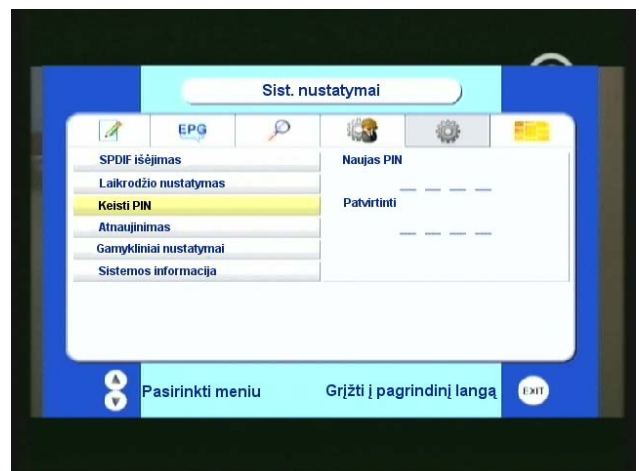 Sist. nustatymai
EPG
SPDIF išėjimas
Naujas PIN
Laikrodžio nustatymas
Keisti PIN
Patvirtinti
Atnaujinimas
Gamykliniai nustatymai
Sistemos informacija
Pasirinkti meniu
Grįžti į pagrindinį langą
EXIT